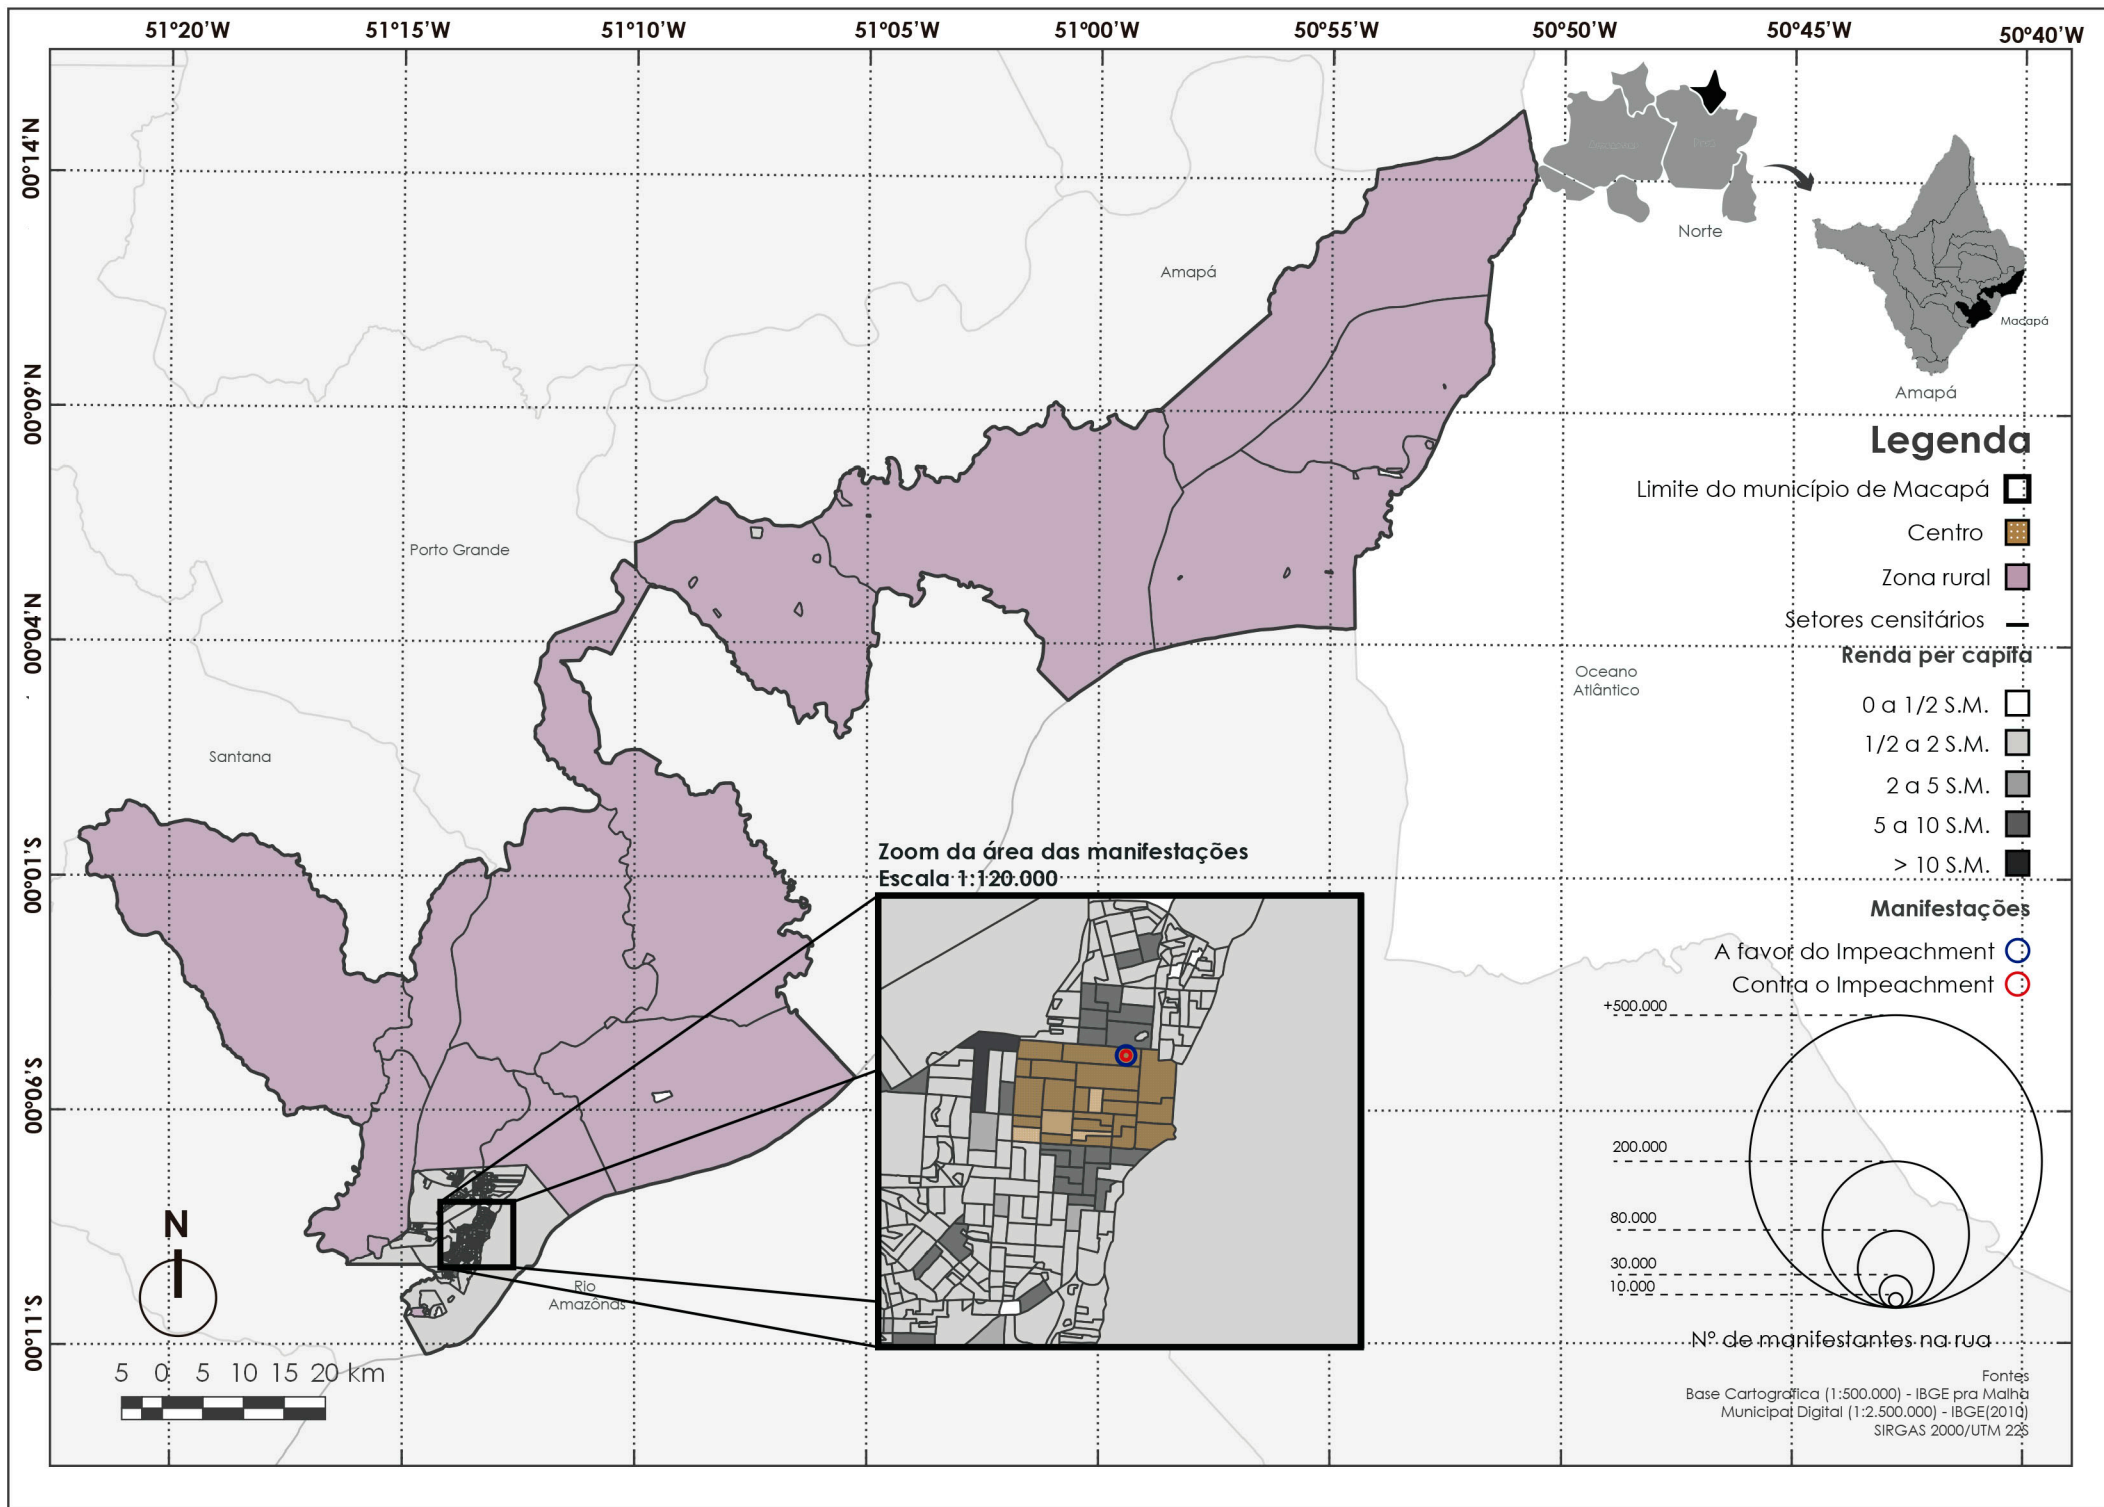 51°20'W 51°15'W 51°10'W 51°05'W 51°00'W 50°55'W 50°50'W 50°45'W 50°40'W
00°14'N
00°09'N
00°04'N
00°01'S
00°06'S
00°11'S
Norte
Amapá
Macapá
Amapá
Porto Grande
Santana
Oceano
Atlântico
Rio
Amazônas
Legenda
Limite do município de Macapá
Centro
Zona rural
Setores censitários
Renda per capita
0 a 1/2 S.M.
1/2 a 2 S.M.
2 a 5 S.M.
5 a 10 S.M.
> 10 S.M.
Manifestações
A favor do Impeachment
Contra o Impeachment
+500.000
200.000
80.000
30.000
10.000
N° de manifestantes na rua
Zoom da área das manifestações
Escala 1:120.000
N
5 0 5 10 15 20 km
Fontes
Base Cartografica (1:500.000) - IBGE pra Malha
Municipal Digital (1:2.500.000) - IBGE(2010)
SIRGAS 2000/UTM 22S